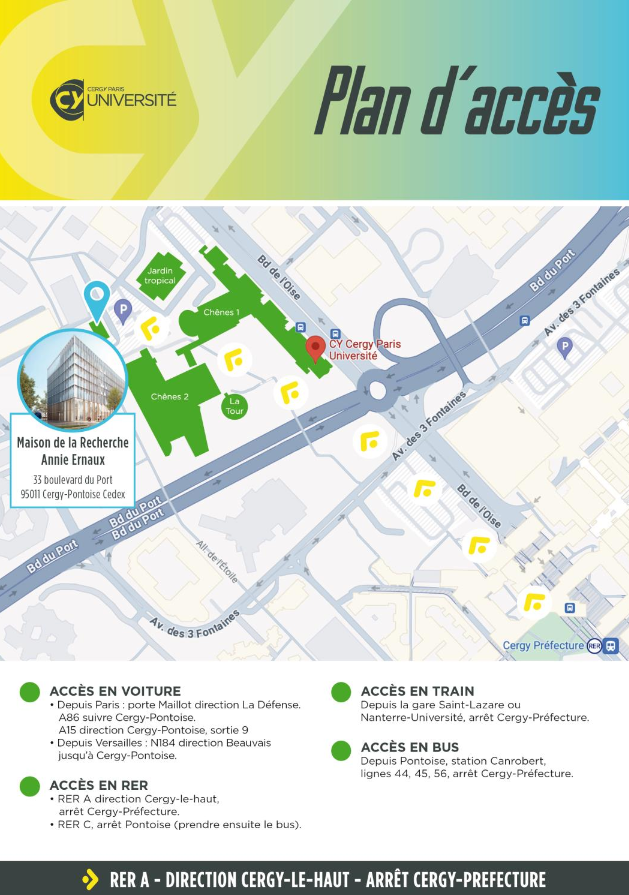 CY CERGY PARIS
UNIVERSITÉ
Plan d'accès
Jardin
tropical
Bd de l'Oise
Bd du Port
Av. des 3 Fontaines
P
Chênes 1
CY Cergy Paris
Université
P
Chênes 2
La
Tour
Av. des 3 Fontaines
Maison de la Recherche
Annie Ernaux
33 boulevard du Port
95011 Cergy-Pontoise Cedex
Bd de l'Oise
Bd du Port
Bd du Port
Bd du Port
All. de l'Étoile
Av. des 3 Fontaines
Cergy Préfecture RER
ACCÈS EN VOITURE
• Depuis Paris : porte Maillot direction La Défense.
A86 suivre Cergy-Pontoise.
A15 direction Cergy-Pontoise, sortie 9
• Depuis Versailles : N184 direction Beauvais
jusqu'à Cergy-Pontoise.
ACCÈS EN RER
• RER A direction Cergy-le-haut,
arrêt Cergy-Préfecture.
• RER C, arrêt Pontoise (prendre ensuite le bus).
ACCÈS EN TRAIN
Depuis la gare Saint-Lazare ou
Nanterre-Université, arrêt Cergy-Préfecture.
ACCÈS EN BUS
Depuis Pontoise, station Canrobert,
lignes 44, 45, 56, arrêt Cergy-Préfecture.
RER A - DIRECTION CERGY-LE-HAUT - ARRÊT CERGY-PREFECTURE